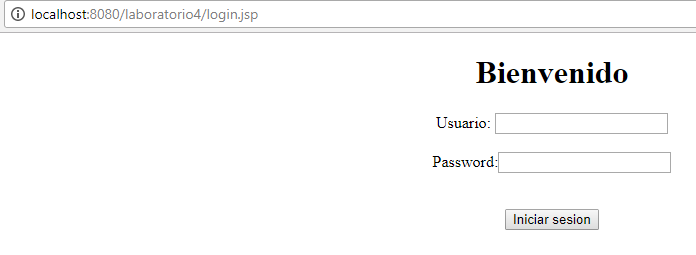 localhost:8080/laboratorio4/login.jsp
Bienvenido
Usuario:
Password:
Iniciar sesion